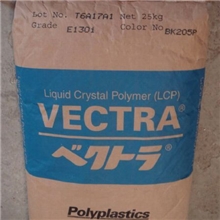 Lot No. T6A17A1 Net 25kg
Grade E1301 Color No BK205P
Liquid Crystal Polymer (LCP)
VECTRA®
ベクトラ®
Polyplastics